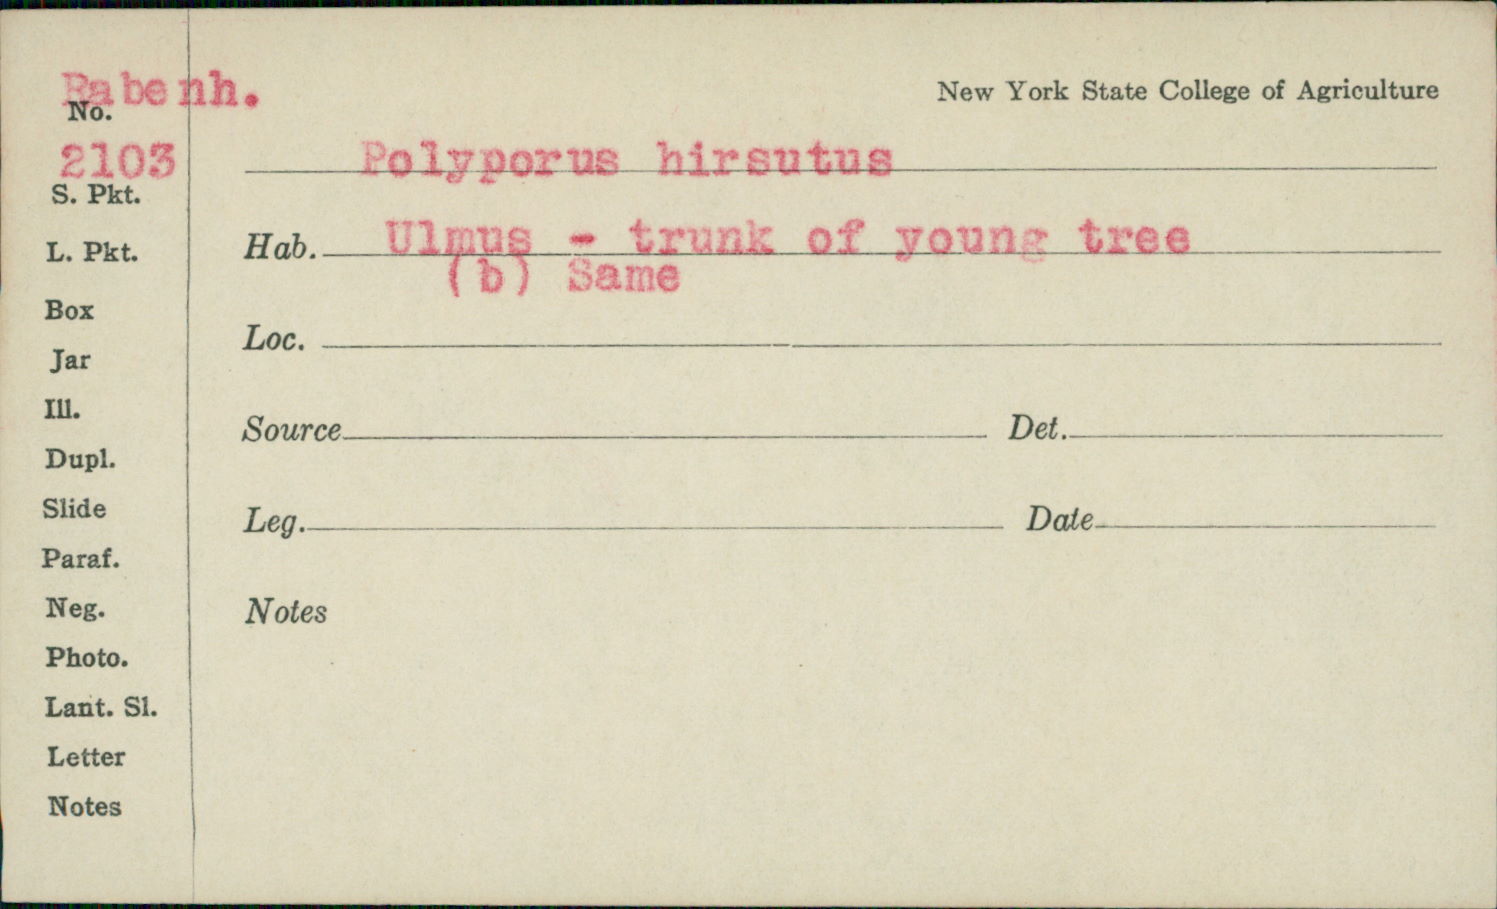 Rabenh.
New York State College of Agriculture
No.
2103
Polyporus hirsutus
S. Pkt.
Hab. Ulmus - trunk of young tree
L. Pkt.
(b) Same
Box
Loc.
Jar
Ill.
Source Det.
Dupl.
Slide
Leg. Date
Paraf.
Neg.
Notes
Photo.
Lant. Sl.
Letter
Notes